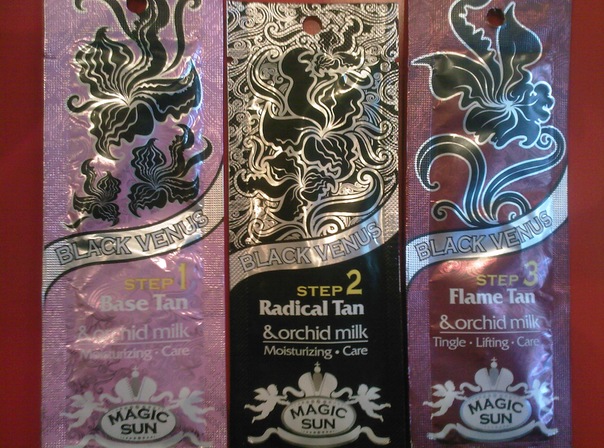 BLACK VENUS
STEP 1
Base Tan
& orchid milk
Moisturizing • Care
MAGIC
SUN
BLACK VENUS
STEP 2
Radical Tan
& orchid milk
Moisturizing • Care
MAGIC
SUN
BLACK VENUS
STEP 3
Flame Tan
& orchid milk
Tingle • Lifting • Care
MAGIC
SUN